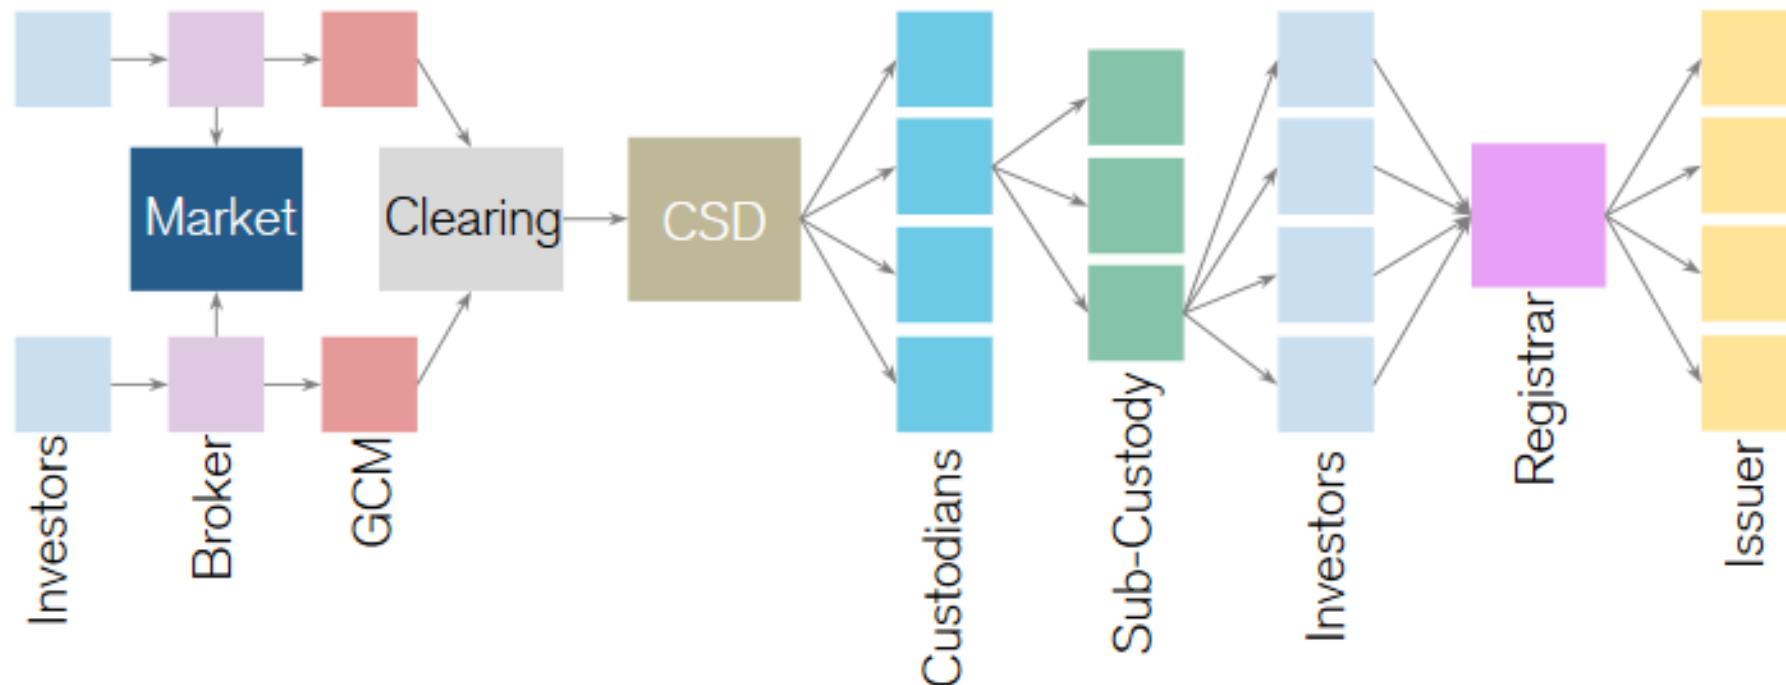 Market
Clearing
CSD
Investors
Broker
GCM
Custodians
Sub-Custody
Investors
Registrar
Issuer